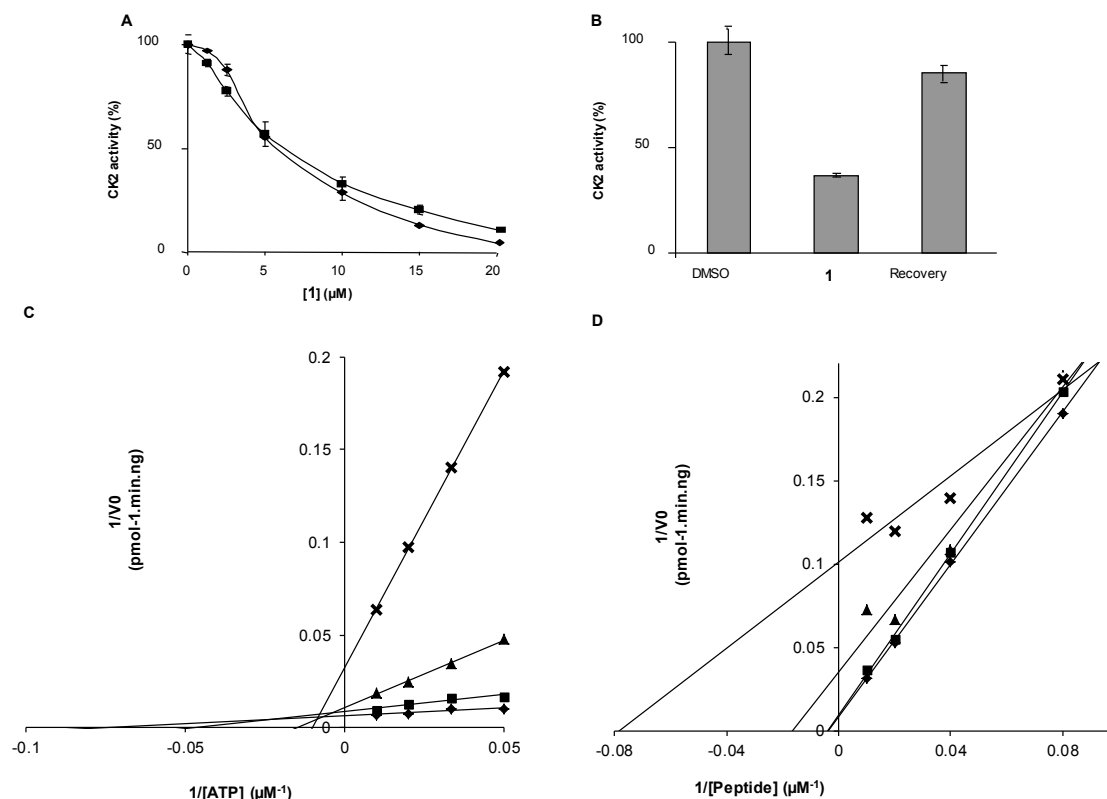 A
100
50
0
CK2 activity (%)
0 5 10 15 20
[1] (µM)
B
100
50
0
CK2 activity (%)
DMSO 1 Recovery
C
0.2
0.15
0.1
0.05
0
1/V0
(pmol-1.min.ng)
-0.1 -0.05 0 0.05
1/[ATP] (µM-1)
D
0.2
0.15
0.1
0.05
0
1/V0
(pmol-1.min.ng)
-0.08 -0.04 0 0.04 0.08
1/[Peptide] (µM-1)